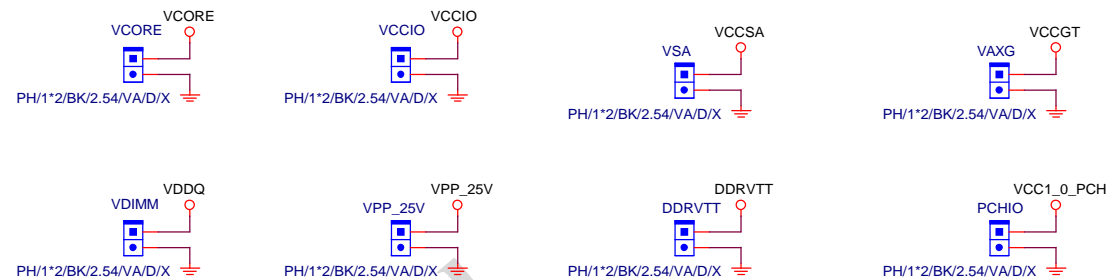 VCORE
VCORE
PH/1*2/BK/2.54/VA/D/X
VCCIO
VCCIO
PH/1*2/BK/2.54/VA/D/X
VCCSA
VSA
PH/1*2/BK/2.54/VA/D/X
VCCGT
VAXG
PH/1*2/BK/2.54/VA/D/X
VDDQ
VDIMM
PH/1*2/BK/2.54/VA/D/X
VPP_25V
VPP_25V
PH/1*2/BK/2.54/VA/D/X
DDRVTT
DDRVTT
PH/1*2/BK/2.54/VA/D/X
VCC1_0_PCH
PCHIO
PH/1*2/BK/2.54/VA/D/X